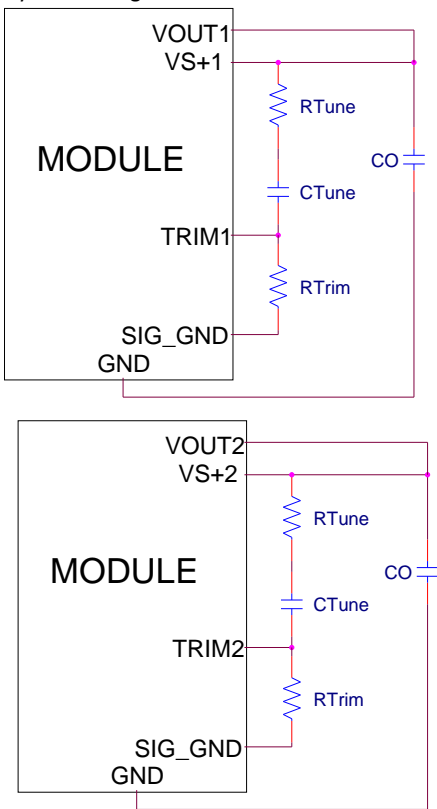 VOUT1
VS+1
RTune
MODULE
CO
CTune
TRIM1
RTrim
SIG_GND
GND
VOUT2
VS+2
RTune
MODULE
CO
CTune
TRIM2
RTrim
SIG_GND
GND